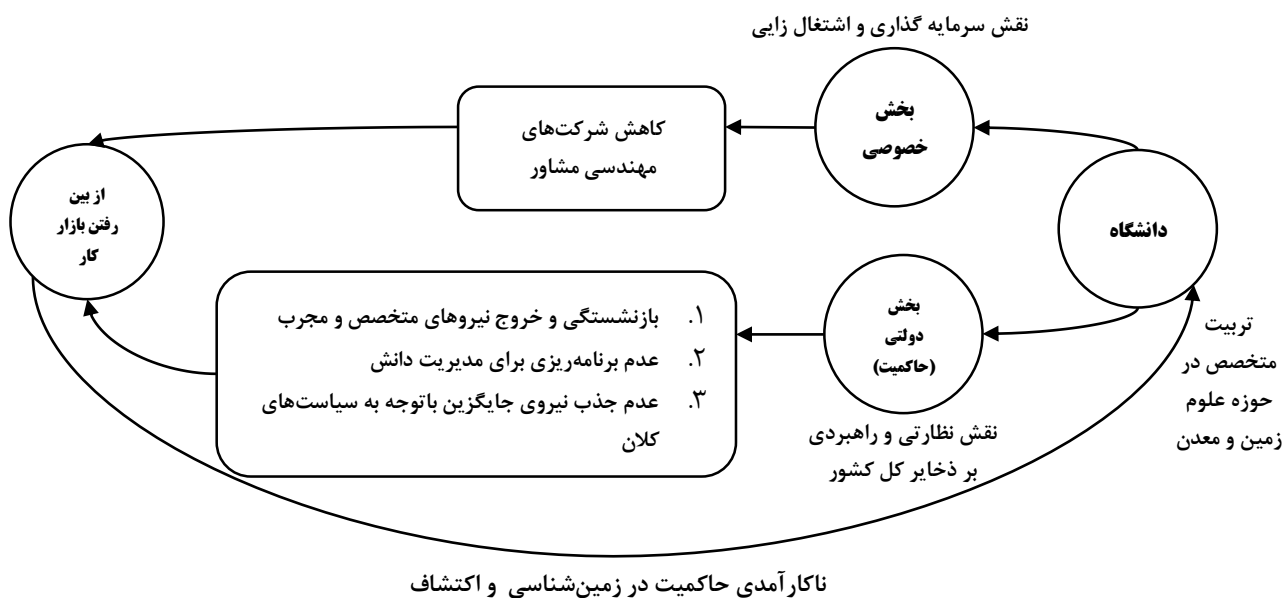 نقش سرمایه گذاری و اشتغال زایی
بخش
خصوصی
کاهش شرکت‌های
مهندسی مشاور
دانشگاه
از بین
رفتن بازار
کار
بخش
دولتی
(حاکمیت)
۱. بازنشستگی و خروج نیروهای متخصص و مجرب
۲. عدم برنامه‌ریزی برای مدیریت دانش
۳. عدم جذب نیروی جایگزین باتوجه به سیاست‌های
کلان
تربیت
متخصص در
حوزه علوم
زمین و معدن
نقش نظارتی و راهبردی
بر ذخایر کل کشور
ناکارآمدی حاکمیت در زمین‌شناسی و اکتشاف